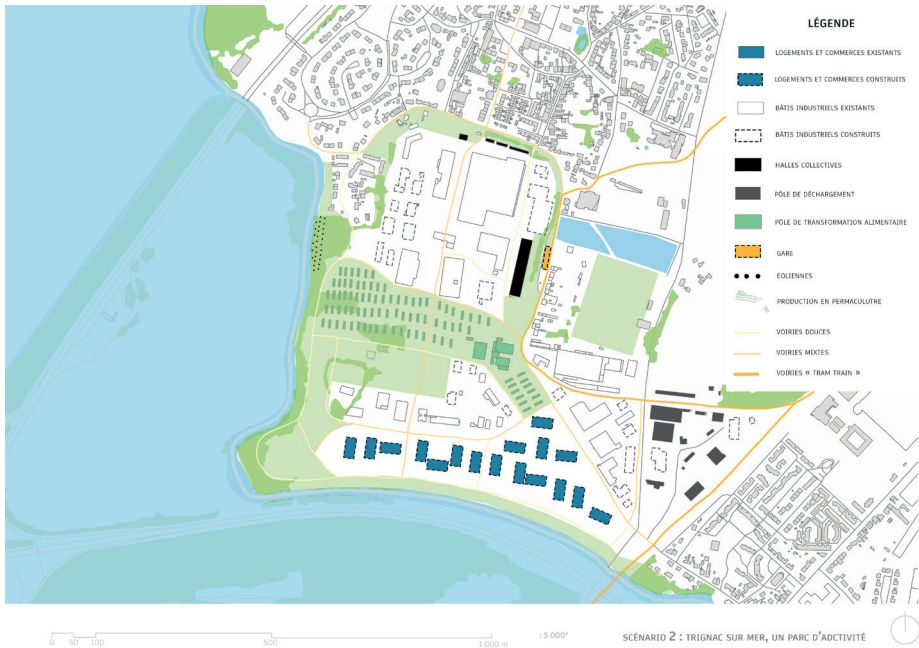 LÉGENDE
LOGEMENTS ET COMMERCES EXISTANTS
LOGEMENTS ET COMMERCES CONSTRUITS
BÂTIS INDUSTRIELS EXISTANTS
BÂTIS INDUSTRIELS CONSTRUITS
HALLES COLLECTIVES
PÔLE DE DÉCHARGEMENT
PÔLE DE TRANSFORMATION ALIMENTAIRE
GARE
EOLIENNES
PRODUCTION EN PERMACULUTRE
VOIRIES DOUCES
VOIRIES MIXTES
VOIRIES « TRAM TRAIN »
0 50 100 500 1 000 m
: 5 000°
SCÉNARIO 2 : TRIGNAC SUR MER, UN PARC D'ADCTIVITÉ